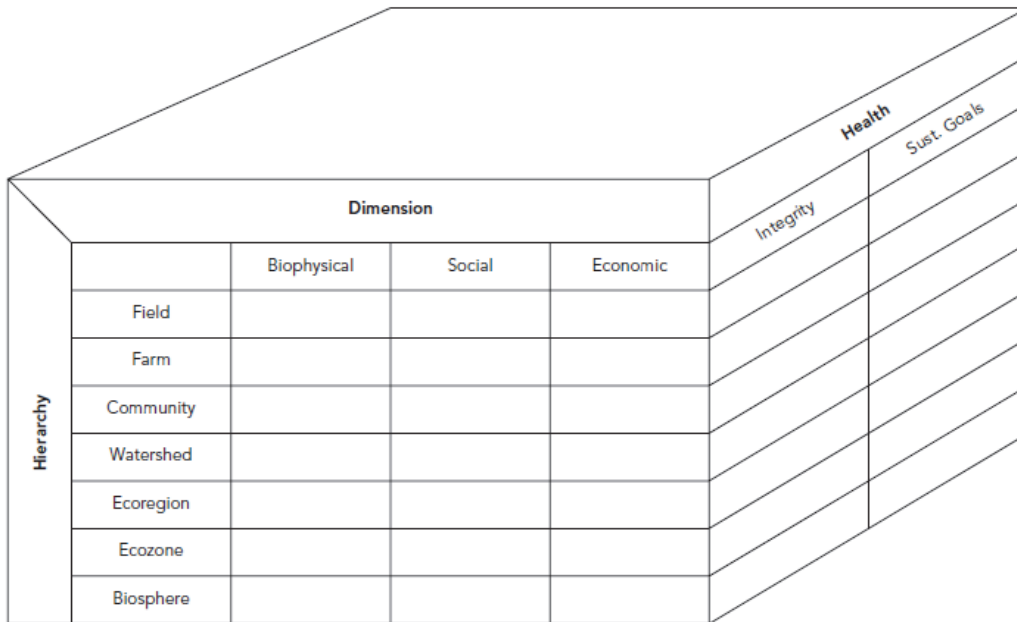 Health
Sust. Goals
Integrity
Dimension
Biophysical Social Economic
Hierarchy
Field
Farm
Community
Watershed
Ecoregion
Ecozone
Biosphere